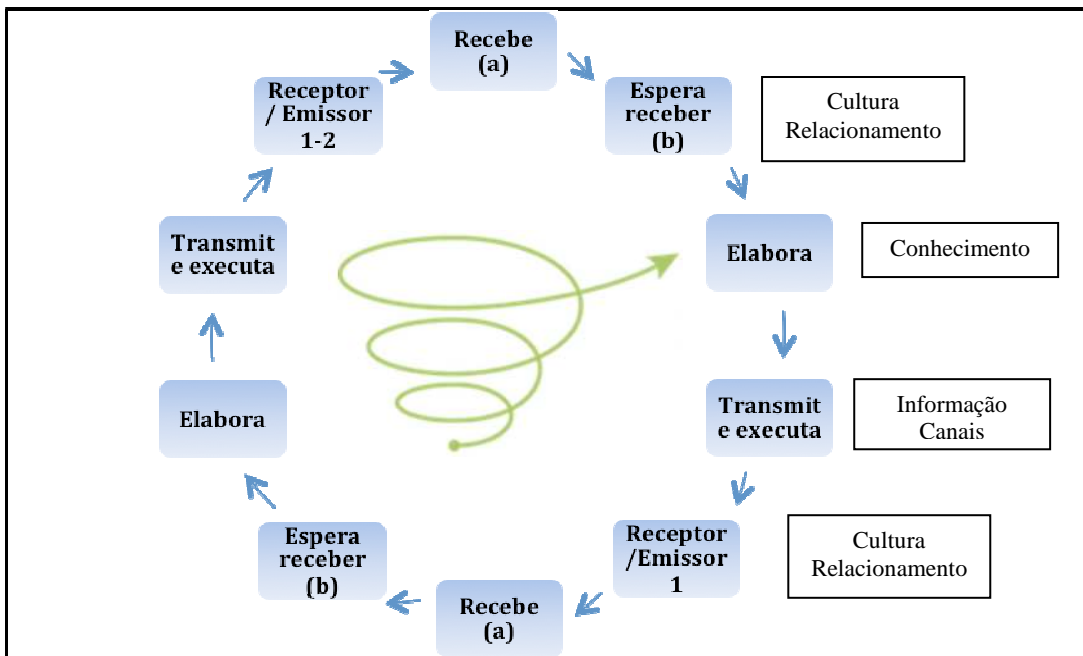 Recebe
(a)
Receptor
/ Emissor
1-2
Espera
receber
(b)
Cultura
Relacionamento
Transmit
e executa
Elabora
Conhecimento
Elabora
Transmit
e executa
Informação
Canais
Espera
receber
(b)
Receptor
/Emissor
1
Cultura
Relacionamento
Recebe
(a)